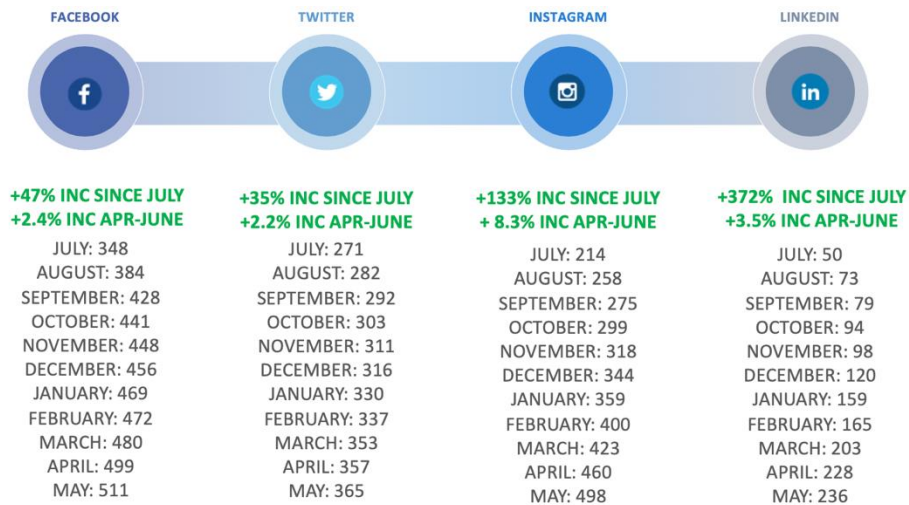 FACEBOOK
TWITTER
INSTAGRAM
LINKEDIN
f
in
+47% INC SINCE JULY
+2.4% INC APR-JUNE
JULY: 348
AUGUST: 384
SEPTEMBER: 428
OCTOBER: 441
NOVEMBER: 448
DECEMBER: 456
JANUARY: 469
FEBRUARY: 472
MARCH: 480
APRIL: 499
MAY: 511
+35% INC SINCE JULY
+2.2% INC APR-JUNE
JULY: 271
AUGUST: 282
SEPTEMBER: 292
OCTOBER: 303
NOVEMBER: 311
DECEMBER: 316
JANUARY: 330
FEBRUARY: 337
MARCH: 353
APRIL: 357
MAY: 365
+133% INC SINCE JULY
+ 8.3% INC APR-JUNE
JULY: 214
AUGUST: 258
SEPTEMBER: 275
OCTOBER: 299
NOVEMBER: 318
DECEMBER: 344
JANUARY: 359
FEBRUARY: 400
MARCH: 423
APRIL: 460
MAY: 498
+372% INC SINCE JULY
+3.5% INC APR-JUNE
JULY: 50
AUGUST: 73
SEPTEMBER: 79
OCTOBER: 94
NOVEMBER: 98
DECEMBER: 120
JANUARY: 159
FEBRUARY: 165
MARCH: 203
APRIL: 228
MAY: 236